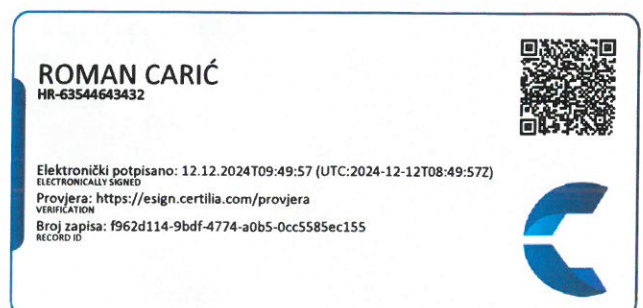 ROMAN CARIĆ
HR-63544643432
Elektronički potpisano: 12.12.2024T09:49:57 (UTC:2024-12-12T08:49:57Z)
ELECTRONICALLY SIGNED
Provjera: https://esign.certilia.com/provjera
VERIFICATION
Broj zapisa: f962d114-9bdf-4774-a0b5-0cc5585ec155
RECORD ID